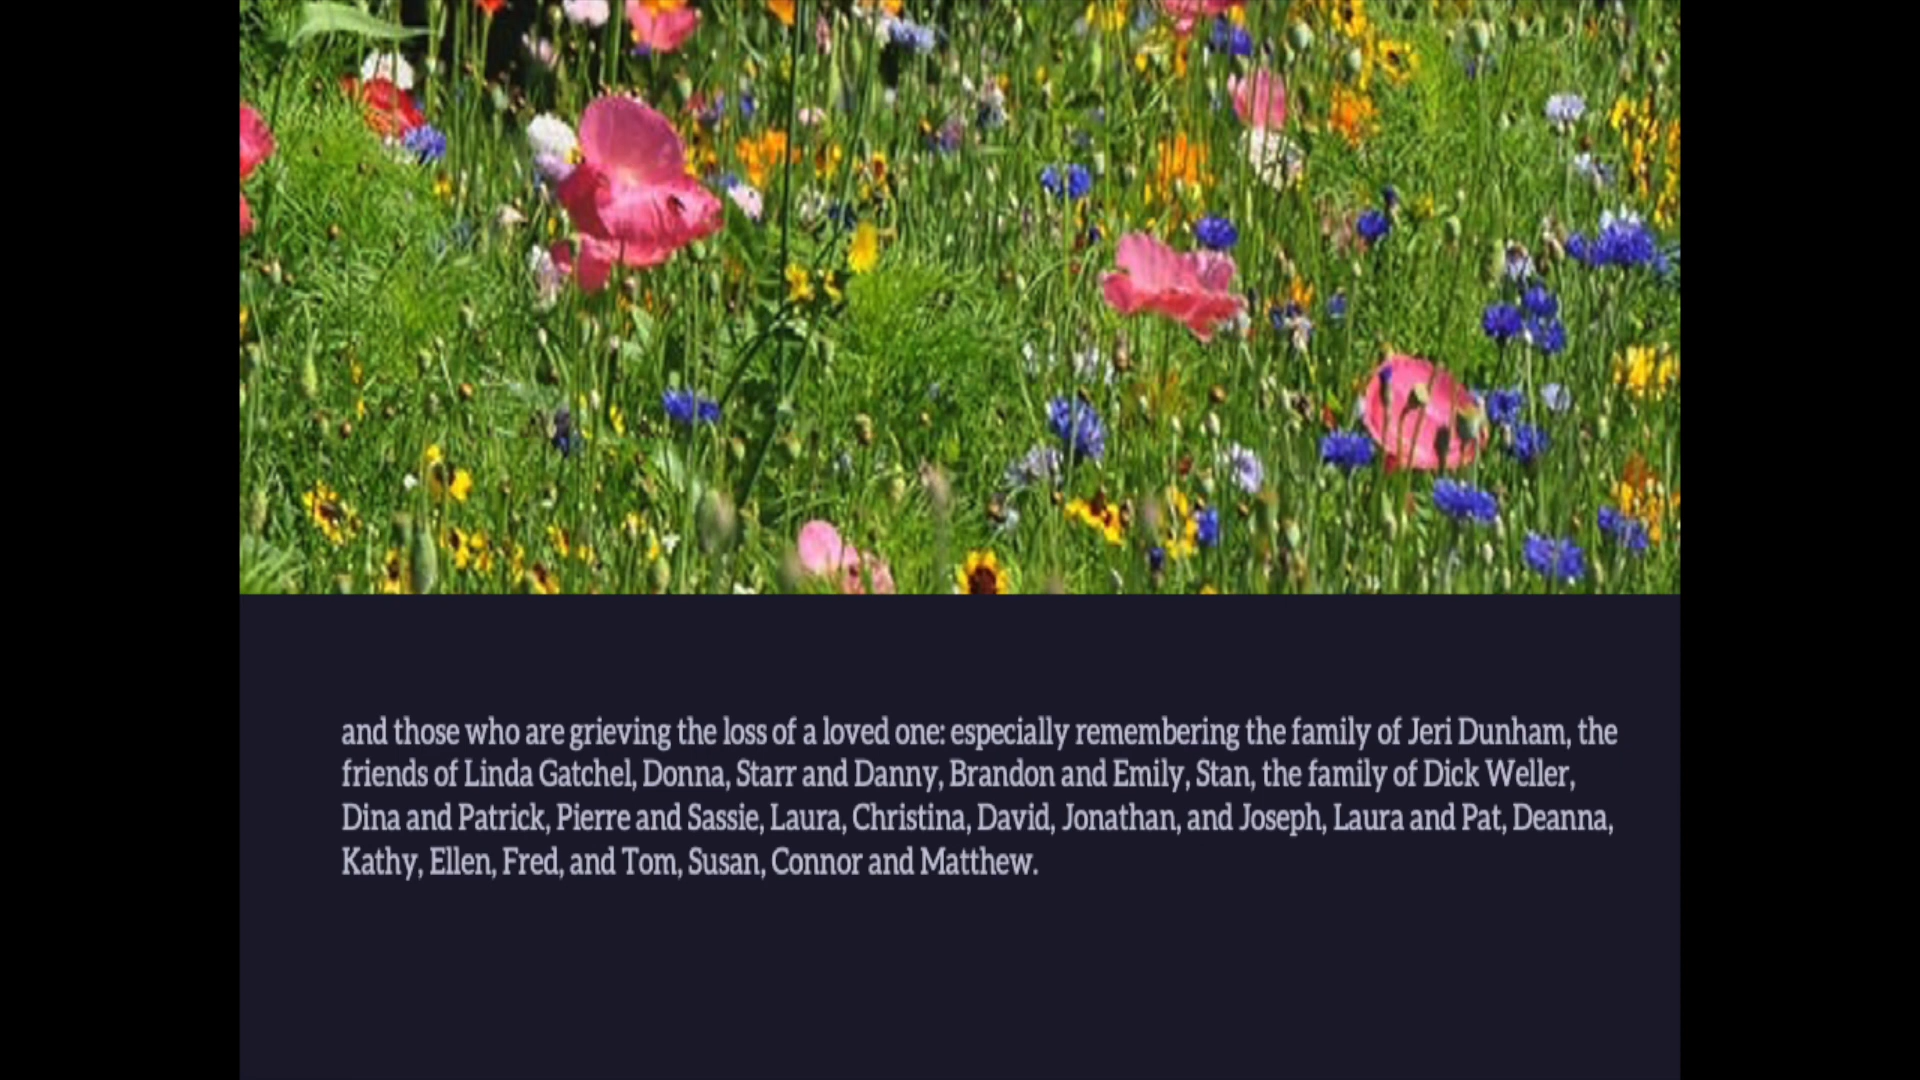 and those who are grieving the loss of a loved one: especially remembering the family of Jeri Dunham, the
friends of Linda Gatchel, Donna, Starr and Danny, Brandon and Emily, Stan, the family of Dick Weller,
Dina and Patrick, Pierre and Sassie, Laura, Christina, David, Jonathan, and Joseph, Laura and Pat, Deanna,
Kathy, Ellen, Fred, and Tom, Susan, Connor and Matthew.